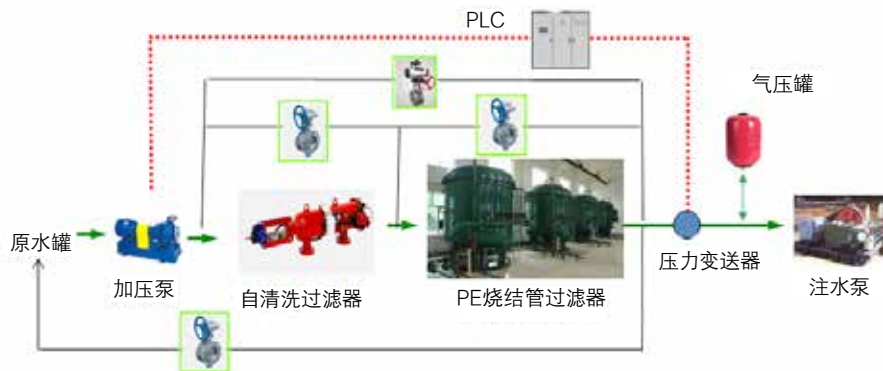 PLC
气压罐
原水罐
加压泵
自清洗过滤器
PE烧结管过滤器
压力变送器
注水泵